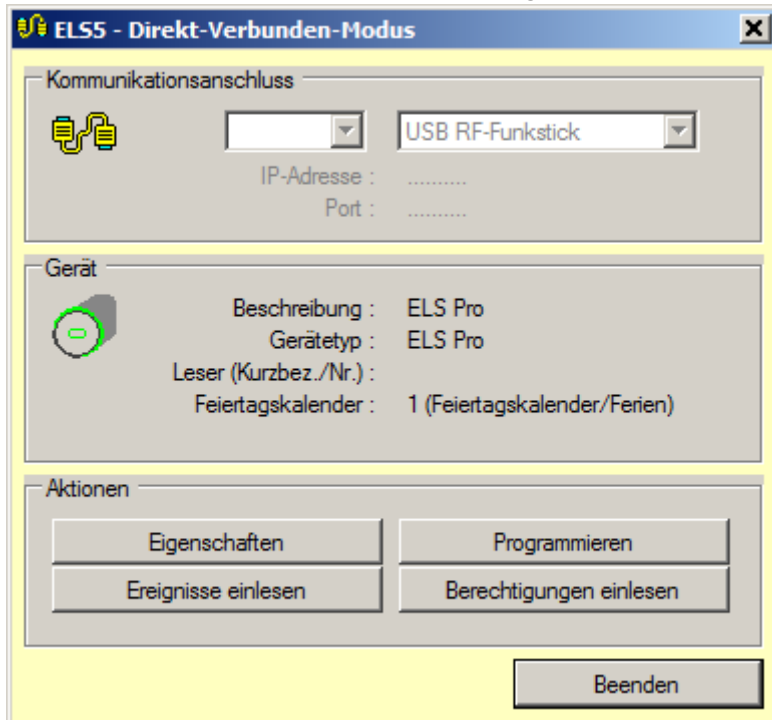 ELS5 - Direkt-Verbunden-Modus
Kommunikationsanschluss
USB RF-Funkstick
IP-Adresse : ..........
Port : ..........
Gerät
Beschreibung : ELS Pro
Gerätetyp : ELS Pro
Leser (Kurzbez./Nr.) :
Feiertagskalender : 1 (Feiertagskalender/Ferien)
Aktionen
Eigenschaften Programmieren
Ereignisse einlesen Berechtigungen einlesen
Beenden